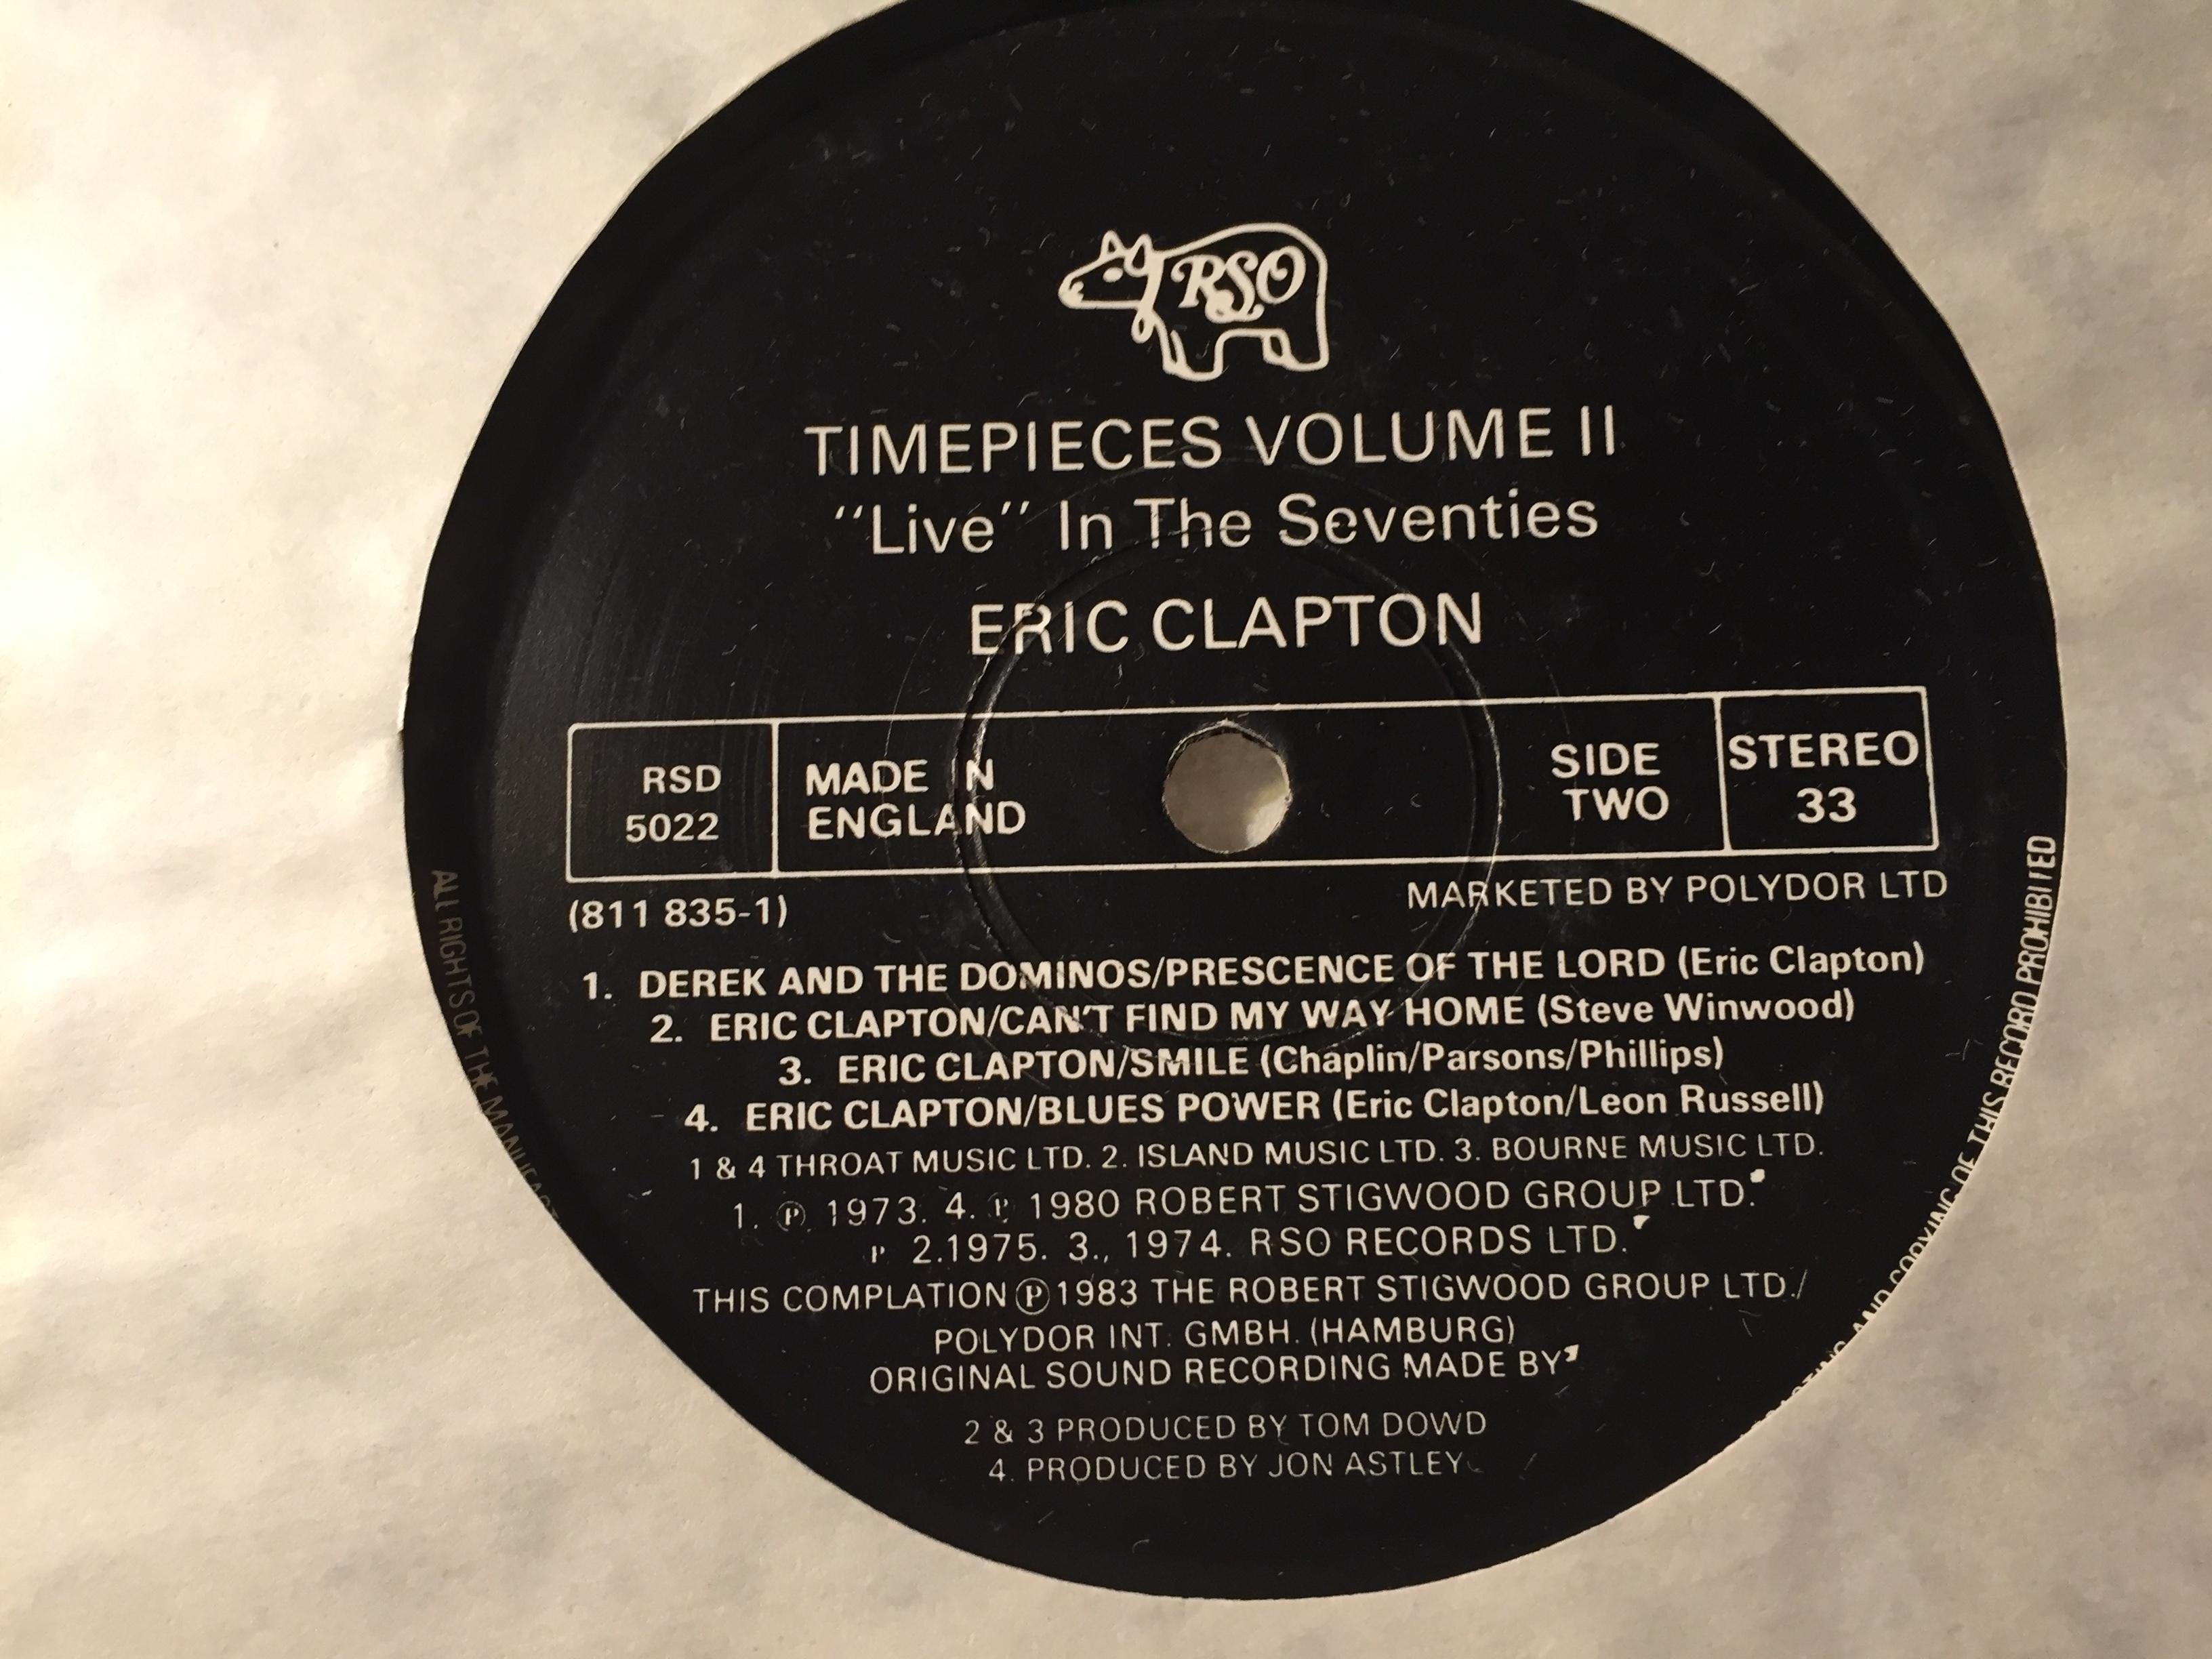 RSO
TIMEPIECES VOLUME II
"Live" In The Seventies
ERIC CLAPTON
RSD
5022
MADE IN
ENGLAND
SIDE
TWO
STEREO
33
(811 835-1)
MARKETED BY POLYDOR LTD
1. DEREK AND THE DOMINOS/PRESCENCE OF THE LORD (Eric Clapton)
2. ERIC CLAPTON/CAN'T FIND MY WAY HOME (Steve Winwood)
3. ERIC CLAPTON/SMILE (Chaplin/Parsons/Phillips)
4. ERIC CLAPTON/BLUES POWER (Eric Clapton/Leon Russell)
1 & 4 THROAT MUSIC LTD. 2. ISLAND MUSIC LTD. 3. BOURNE MUSIC LTD.
1. ℗ 1973. 4. ℗ 1980 ROBERT STIGWOOD GROUP LTD.*
℗ 2.1975. 3., 1974. RSO RECORDS LTD.*
THIS COMPLATION ℗ 1983 THE ROBERT STIGWOOD GROUP LTD./
POLYDOR INT. GMBH. (HAMBURG)
ORIGINAL SOUND RECORDING MADE BY*
2 & 3 PRODUCED BY TOM DOWD
4. PRODUCED BY JON ASTLEY
ALL RIGHTS OF THE
AND COPYING OF THIS RECORD PROHIBITED